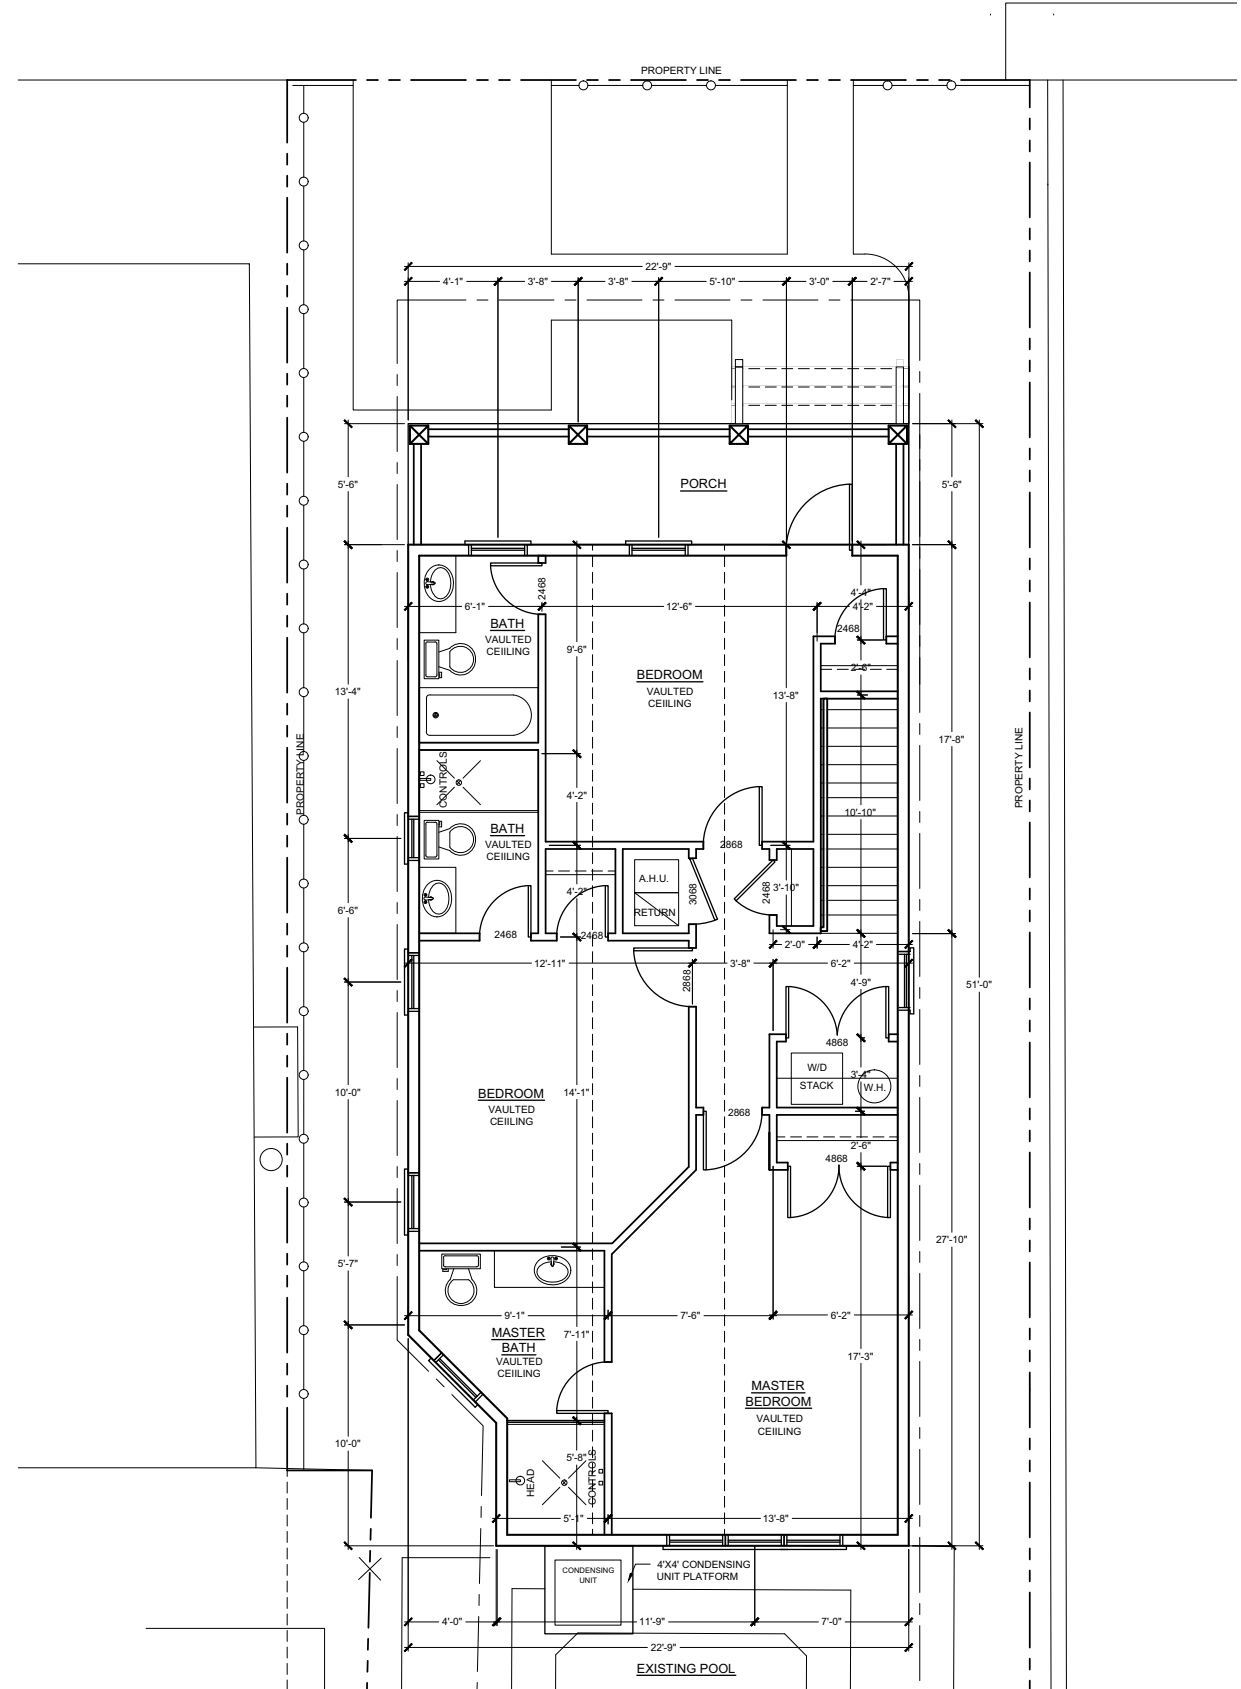 PROPERTY LINE
22'-9"
4'-1"
3'-8"
3'-8"
5'-10"
3'-0"
2'-7"
5'-6"
PORCH
5'-6"
2468
4'-4"
6'-1"
12'-6"
4'-2"
BATH
VAULTED
CEIILING
2468
9'-6"
2'-6"
BEDROOM
VAULTED
CEIILING
13'-4"
13'-8"
17'-8"
PROPERTY LINE
PROPERTY LINE
CONTROLS
4'-2"
10'-10"
BATH
VAULTED
CEIILING
2868
A.H.U.
4'-2"
3068
2468
3'-10"
RETURN
6'-6"
2468
2468
2'-0"
4'-2"
12'-11"
3'-8"
6'-2"
2868
4'-9"
51'-0"
4868
W/D
STACK
3'-4"
W.H.
10'-0"
BEDROOM
VAULTED
CEIILING
14'-1"
2868
2'-6"
4868
27'-10"
5'-7"
9'-1"
7'-6"
6'-2"
MASTER
BATH
VAULTED
CEIILING
7'-11"
17'-3"
MASTER
BEDROOM
VAULTED
CEIILING
10'-0"
5'-8"
HEAD
CONTROLS
5'-1"
13'-8"
CONDENSING
UNIT
4'X4' CONDENSING
UNIT PLATFORM
4'-0"
11'-9"
7'-0"
22'-9"
EXISTING POOL